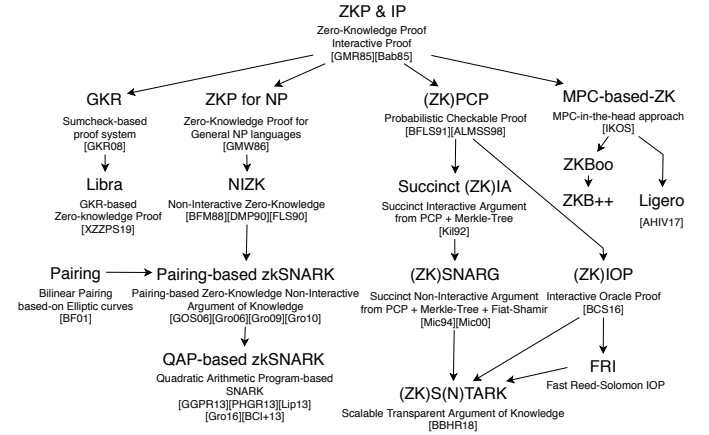 ZKP & IP
Zero-Knowledge Proof
Interactive Proof
[GMR85][Bab85]
GKR
Sumcheck-based
proof system
[GKR08]
ZKP for NP
Zero-Knowledge Proof for
General NP languages
[GMW86]
(ZK)PCP
Probabilistic Checkable Proof
[BFLS91][ALMSS98]
MPC-based-ZK
MPC-in-the-head approach
[IKOS]
ZKBoo
ZKB++
Ligero
[AHIV17]
Libra
GKR-based
Zero-knowledge Proof
[XZZPS19]
NIZK
Non-Interactive Zero-Knowledge
[BFM88][DMP90][FLS90]
Succinct (ZK)IA
Succinct Interactive Argument
from PCP + Merkle-Tree
[Kil92]
Pairing
Bilinear Pairing
based-on Elliptic curves
[BF01]
Pairing-based zkSNARK
Pairing-based Zero-Knowledge Non-Interactive
Argument of Knowledge
[GOS06][Gro06][Gro09][Gro10]
(ZK)SNARG
Succinct Non-Interactive Argument
from PCP + Merkle-Tree + Fiat-Shamir
[Mic94][Mic00]
(ZK)IOP
Interactive Oracle Proof
[BCS16]
QAP-based zkSNARK
Quadratic Arithmetic Program-based
SNARK
[GGPR13][PHGR13][Lip13]
[Gro16][BCI+13]
FRI
Fast Reed-Solomon IOP
(ZK)S(N)TARK
Scalable Transparent Argument of Knowledge
[BBHR18]